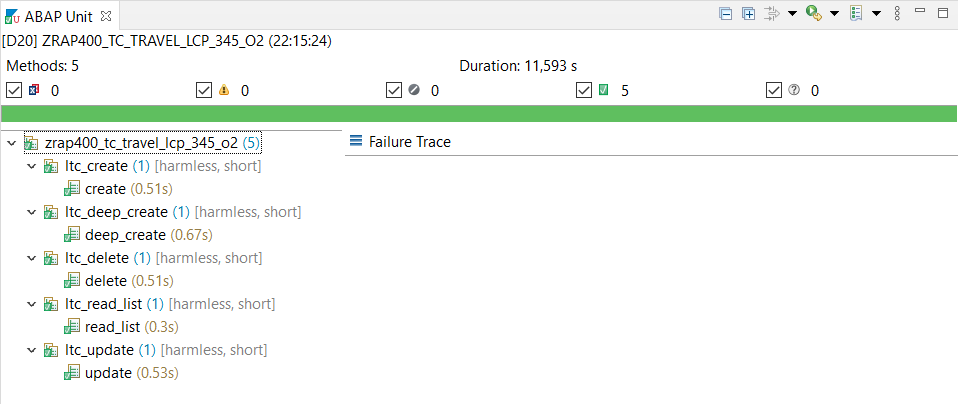 ABAP Unit
[D20] ZRAP400_TC_TRAVEL_LCP_345_O2 (22:15:24)
Methods: 5 Duration: 11,593 s
0 0 0 5 0
zrap400_tc_travel_lcp_345_o2 (5)
Failure Trace
ltc_create (1) [harmless, short]
create (0.51s)
ltc_deep_create (1) [harmless, short]
deep_create (0.67s)
ltc_delete (1) [harmless, short]
delete (0.51s)
ltc_read_list (1) [harmless, short]
read_list (0.3s)
ltc_update (1) [harmless, short]
update (0.53s)